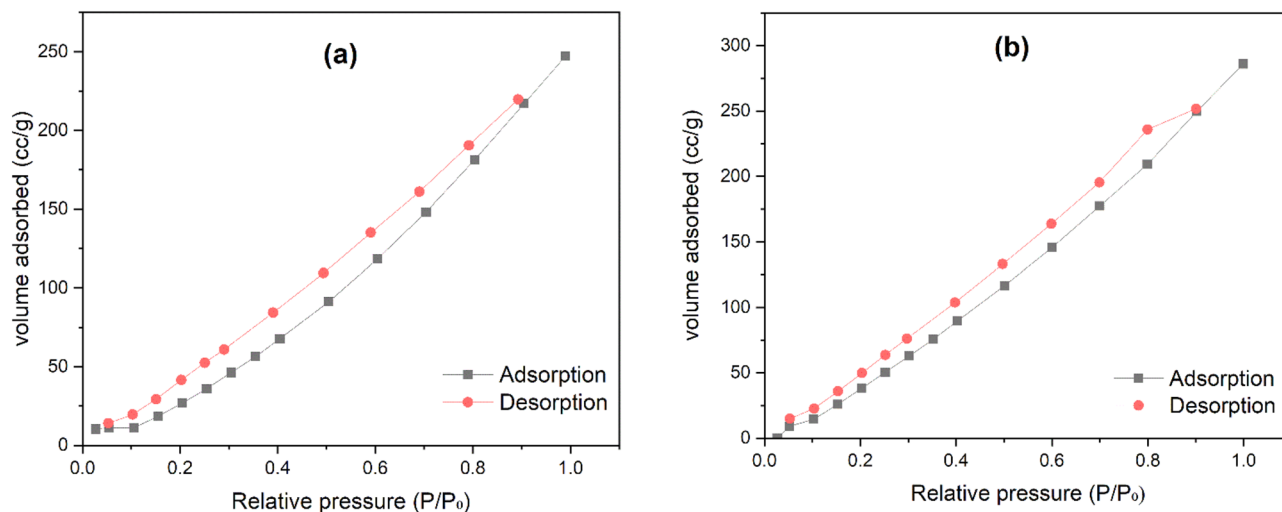 (a)
250
200
150
100
50
0
volume adsorbed (cc/g)
Adsorption
Desorption
0.0 0.2 0.4 0.6 0.8 1.0
Relative pressure (P/P₀)
(b)
300
250
200
150
100
50
0
volume adsorbed (cc/g)
Adsorption
Desorption
0.0 0.2 0.4 0.6 0.8 1.0
Relative pressure (P/P₀)